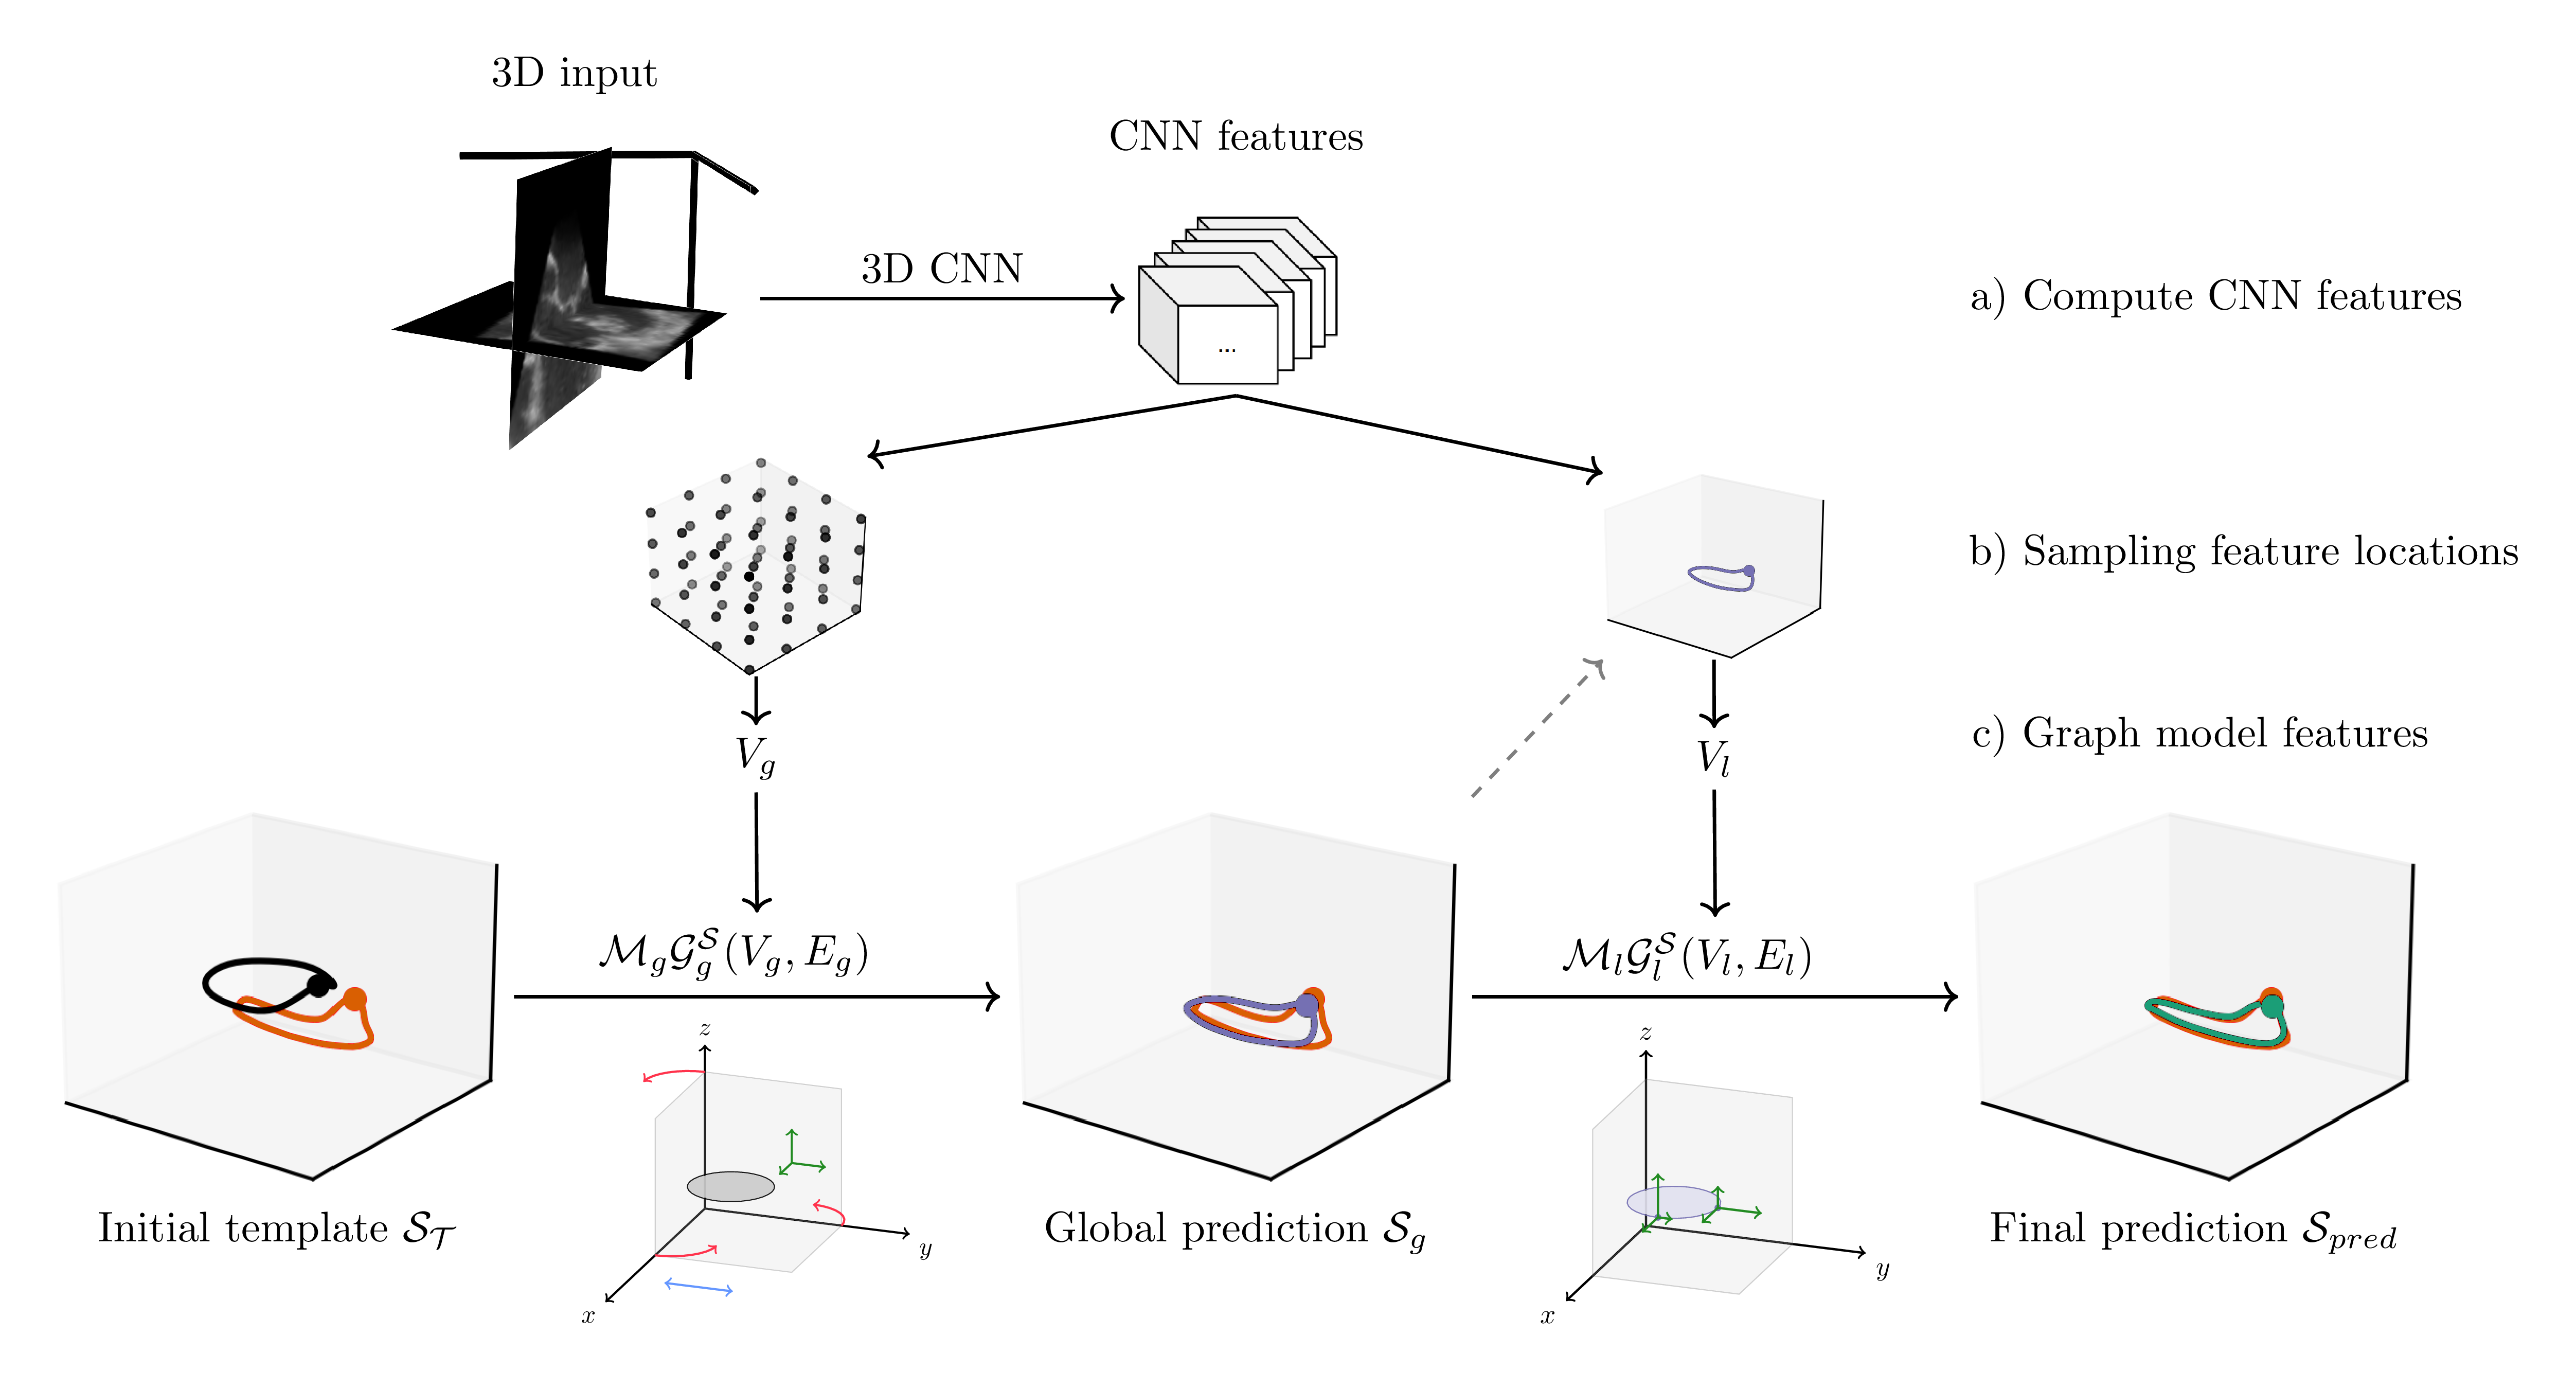 3D input
CNN features
3D CNN
...
a) Compute CNN features
b) Sampling feature locations
c) Graph model features
V_g
V_l
\mathcal{M}_g\mathcal{G}_g^{\mathcal{S}}(V_g, E_g)
\mathcal{M}_l\mathcal{G}_l^{\mathcal{S}}(V_l, E_l)
z
y
x
z
y
x
Initial template \mathcal{S}_{\mathcal{T}}
Global prediction \mathcal{S}_g
Final prediction \mathcal{S}_{pred}